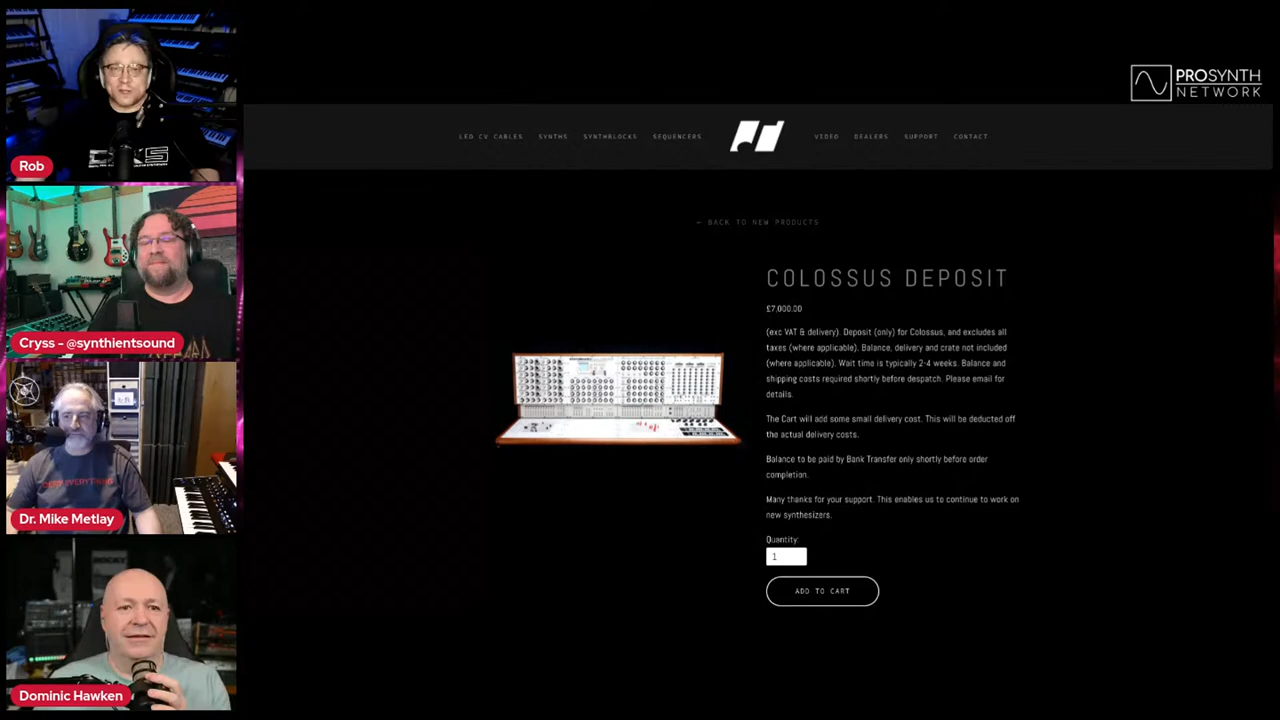 PROSYNTH
NETWORK
LED CV CABLES SYNTHS SYNTHBLOCKS SEQUENCERS VIDEO DEALERS SUPPORT CONTACT
← BACK TO NEW PRODUCTS
COLOSSUS DEPOSIT
£7,000.00
(exc VAT & delivery). Deposit (only) for Colossus, and excludes all
taxes (where applicable). Balance, delivery and crate not included
(where applicable). Wait time is typically 2-4 weeks. Balance and
shipping costs required shortly before despatch. Please email for
details.
The Cart will add some small delivery cost. This will be deducted off
the actual delivery costs.
Balance to be paid by Bank Transfer only shortly before order
completion.
Many thanks for your support. This enables us to continue to work on
new synthesizers.
Quantity:
1
ADD TO CART
Rob
Cryss - @synthientsound
Dr. Mike Metlay
Dominic Hawken